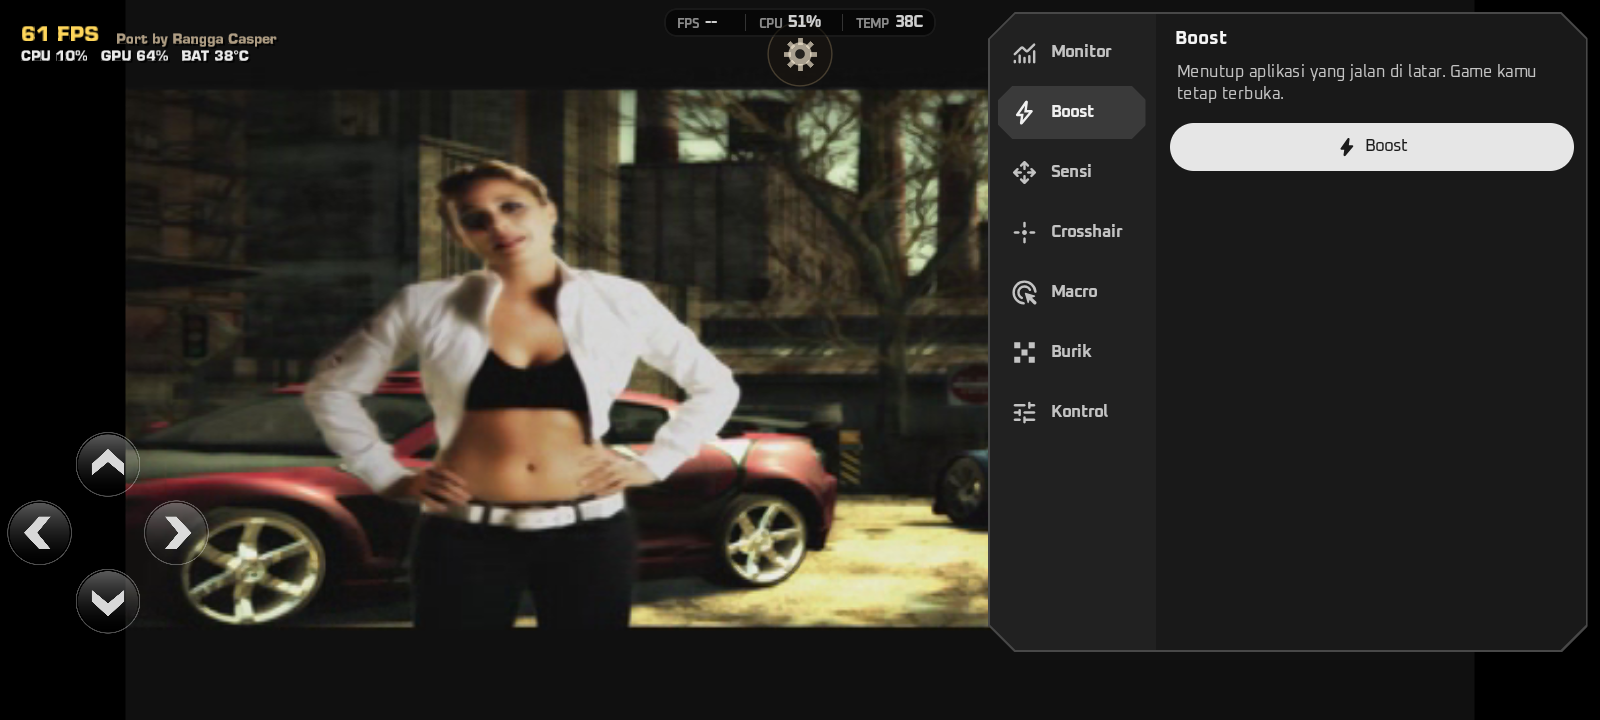 61 FPS Port by Rangga Casper
CPU 10% GPU 64% BAT 38°C
FPS -- CPU 51% TEMP 38C
Monitor
Boost
Sensi
Crosshair
Macro
Burik
Kontrol
Boost
Menutup aplikasi yang jalan di latar. Game kamu
tetap terbuka.
Boost